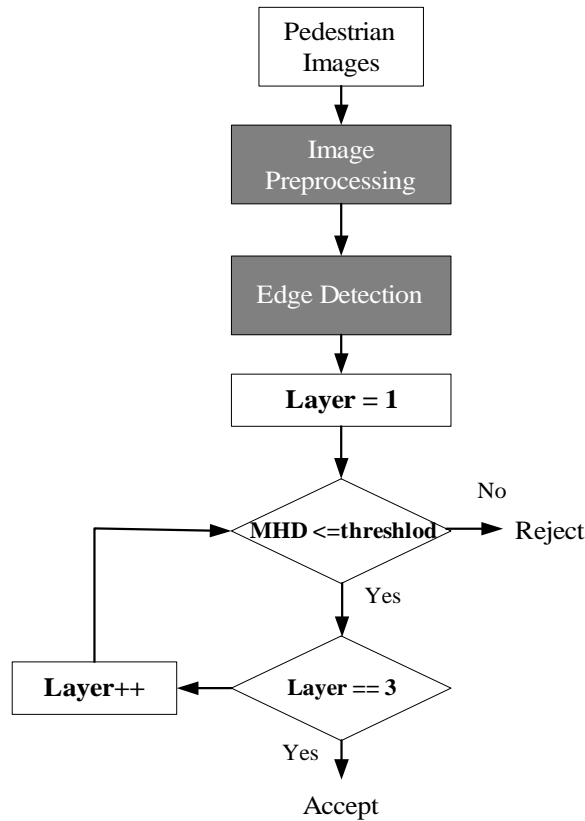 Pedestrian
Images
Image
Preprocessing
Edge Detection
Layer = 1
MHD <=threshlod
No
Reject
Yes
Layer++
Layer == 3
Yes
Accept